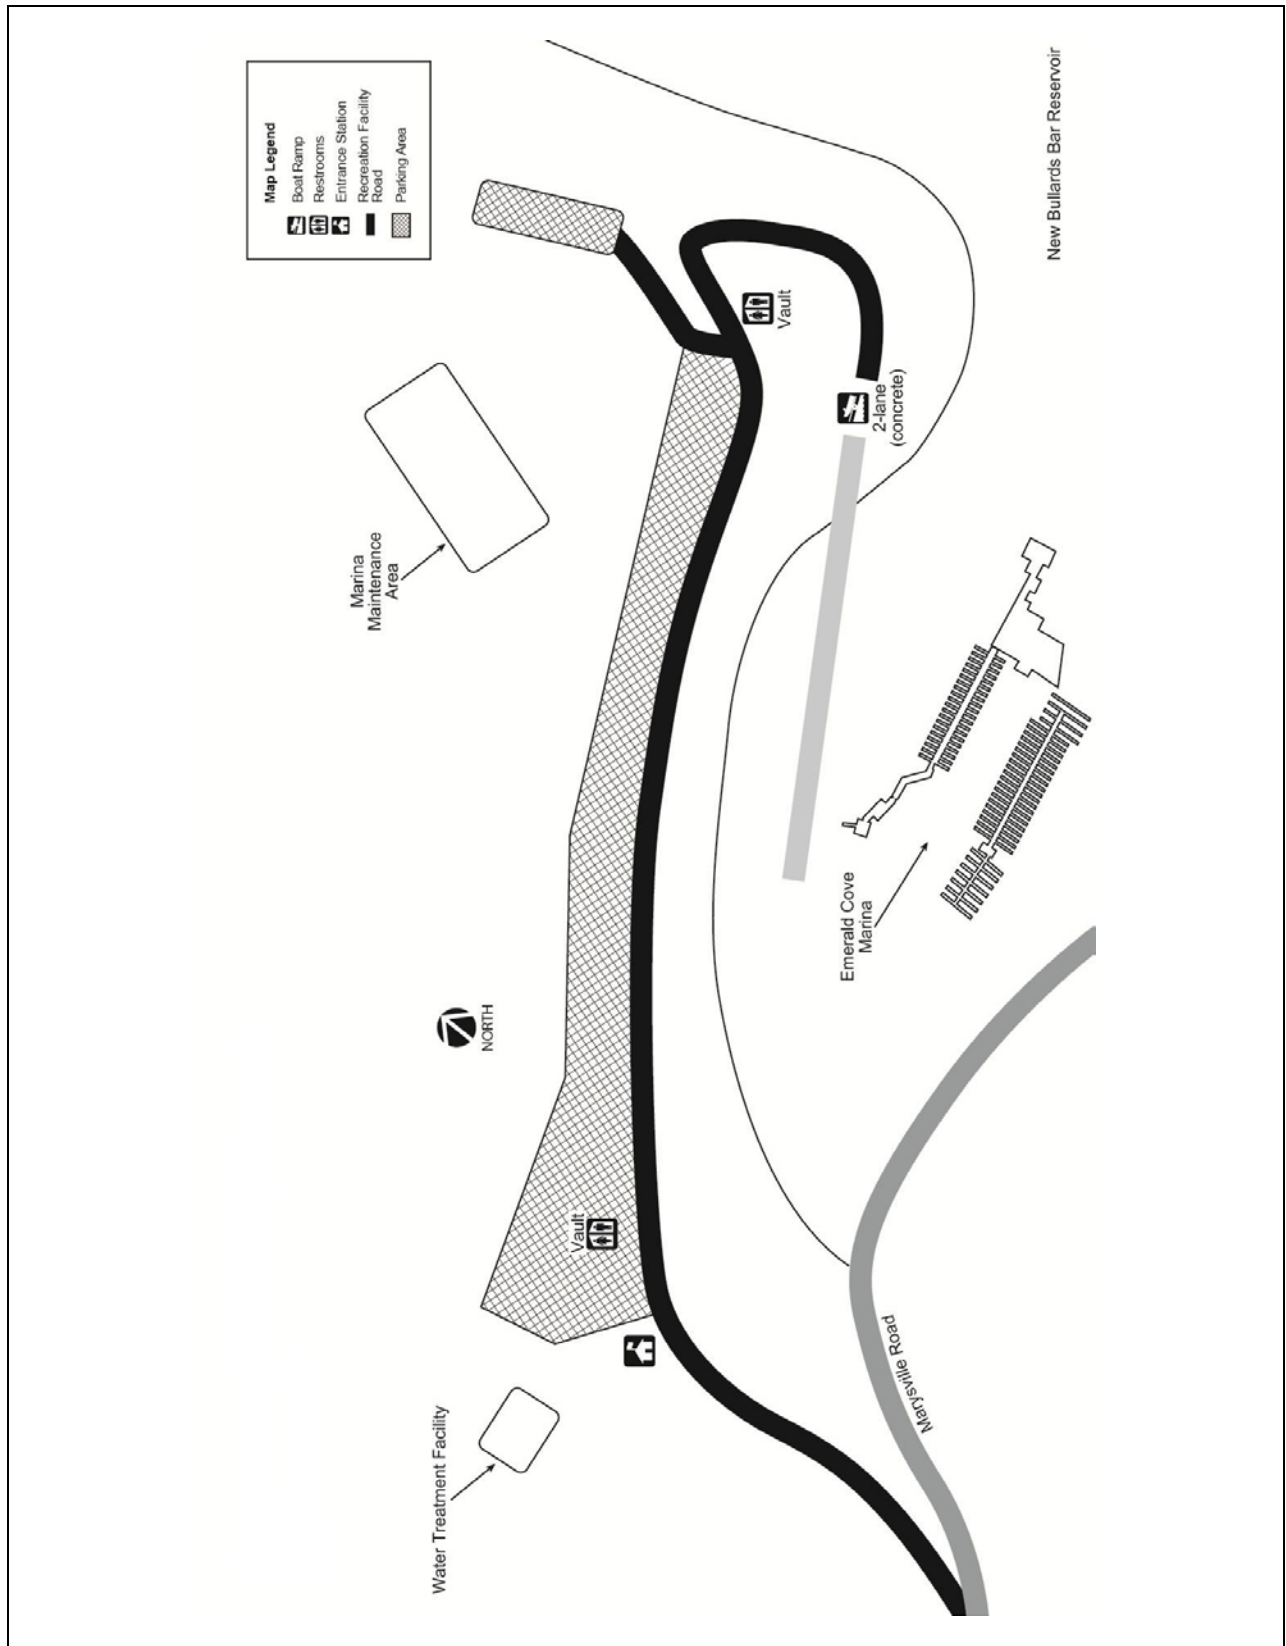 Map Legend
Boat Ramp
Restrooms
Entrance Station
Recreation Facility
Road
Parking Area
New Bullards Bar Reservoir
Vault
2-lane
(concrete)
Marina
Maintenance
Area
Emerald Cove
Marina
NORTH
Vault
Marysville Road
Water Treatment Facility